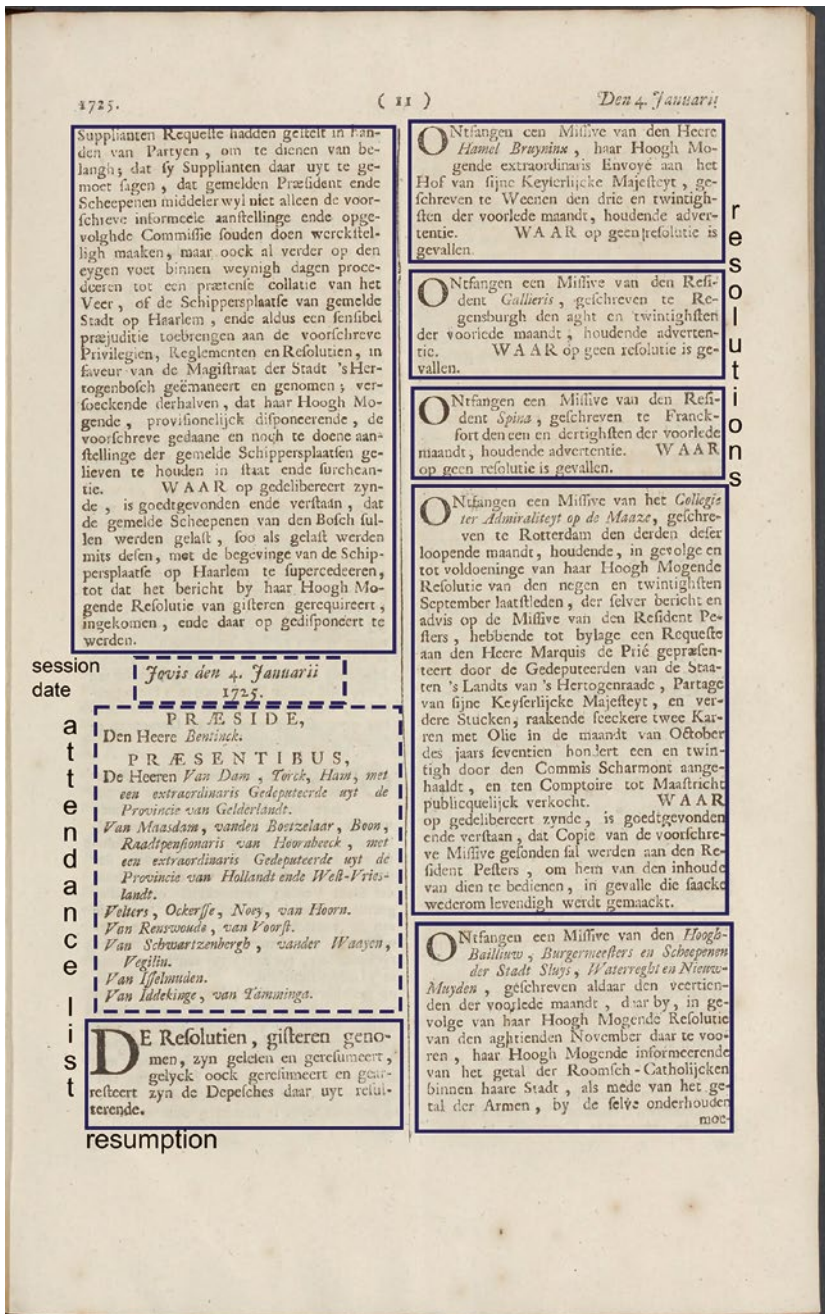 1725.
( 11 )
Den 4. Januarii
Supplianten Requeste hadden gestelt in han-
den van Partyen, om te dienen van be-
langh; dat sy Supplianten daar uyt te ge-
moet sagen, dat gemelden Præsident ende
Scheepenen middelerwyl niet alleen de voor-
schreve informeele aanstellinge ende opge-
volghde Commissie souden doen werckstel-
ligh maaken, maar oock al verder op den
eygen voet binnen weynigh dagen proce-
deeren tot een prætense collatie van het
Veer, of de Schippersplaatse van gemelde
Stadt op Haarlem, ende aldus een sensibel
præjuditie toebrengen aan de voorschreve
Privilegien, Reglementen en Resolutien, in
faveur van de Magistraat der Stadt 's Her-
togenbosch geëmaneert en genomen; ver-
soeckende derhalven, dat haar Hoogh Mo-
gende, provisionelijck disponeerende, de
voorschreve gedaane en noch te doene aan-
stellinge der gemelde Schippersplaatsen ge-
lieven te houden in staat ende surchean-
tie. WAAR op gedelibereert zyn-
de, is goedtgevonden ende verstaan, dat
de gemelde Scheepenen van den Bosch sul-
len werden gelast, soo als gelast werden
mits desen, met de begevinge van de Schip-
persplaatse op Haarlem te supercedeeren,
tot dat het bericht by haar Hoogh Mo-
gende Resolutie van gisteren gerequireert,
ingekomen, ende daar op gedisponeert te
werden.
session
date
Jovis den 4. Januarii
1725.
attendance list
PRÆSIDE,
Den Heere Bentinck.
PRÆSENTIBUS,
De Heeren Van Dam, Torck, Ham, met
een extraordinaris Gedeputeerde uyt de
Provincie van Gelderlandt.
Van Maasdam, vanden Boetzelaar, Boon,
Raadtpensionaris van Hoornbeeck, met
een extraordinaris Gedeputeerde uyt de
Provincie van Hollandt ende West-Vries-
landt.
Velters, Ockersse, Noey, van Hoorn.
Van Renswoude, van Voorst.
Van Schwartzenbergh, vander Waayen,
Vegilin.
Van Isselmuden.
Van Iddekinge, van Tamminga.
DE Resolutien, gisteren geno-
men, zyn gelesen en geresumeert,
gelyck oock geresumeert en gear-
resteert zyn de Depesches daar uyt resul-
terende.
resumption
resolutions
ONtfangen een Missive van den Heere
Hamel Bruyninx, haar Hoogh Mo-
gende extraordinaris Envoyé aan het
Hof van sijne Keyserlijcke Majesteyt, ge-
schreven te Weenen den drie en twintigh-
sten der voorlede maandt, houdende adver-
tentie. WAAR op geen resolutie is
gevallen.
ONtfangen een Missive van den Resi-
dent Gallieris, geschreven te Re-
gensburgh den aght en twintighsten
der voorlede maandt, houdende adverten-
tie. WAAR op geen resolutie is ge-
vallen.
ONtfangen een Missive van den Resi-
dent Spina, geschreven te Franck-
fort den een en dertighsten der voorlede
maandt, houdende advertentie. WAAR
op geen resolutie is gevallen.
ONtfangen een Missive van het Collegie
ter Admiraliteyt op de Maaze, geschre-
ven te Rotterdam den derden deser
loopende maandt, houdende, in gevolge en
tot voldoeninge van haar Hoogh Mogende
Resolutie van den negen en twintighsten
September laatstleden, der selver bericht en
advis op de Missive van den Resident Pe-
sters, hebbende tot bylage een Requeste
aan den Heere Marquis de Prié gepræsen-
teert door de Gedeputeerden van de Staa-
ten 's Landts van 's Hertogenraade, Partage
van sijne Keyserlijcke Majesteyt, en ver-
dere Stucken, raakende seeckere twee Kar-
ren met Olie in de maandt van October
des jaars seventien hondert een en twin-
tigh door den Commis Scharmont aange-
haaldt, en ten Comptoire tot Maastricht
publicquelijck verkocht. WAAR
op gedelibereert zynde, is goedtgevonden
ende verstaan, dat Copie van de voorschre-
ve Missive gesonden sal werden aan den Re-
sident Pesters, om hem van den inhoude
van dien te bedienen, in gevalle die saacke
wederom levendigh werdt gemaackt.
ONtfangen een Missive van den Hoogh-
Bailliuw, Burgermeesters en Scheepenen
der Stadt Sluys, Waterreght en Nieuw-
Muyden, geschreven aldaar den veertien-
den der voorlede maandt, daar by, in ge-
volge van haar Hoogh Mogende Resolutie
van den aghtienden November daar te voo-
ren, haar Hoogh Mogende informeerende
van het getal der Roomsch-Catholijcken
binnen haare Stadt, als mede van het ge-
tal der Armen, by de selve onderhouden
moe-